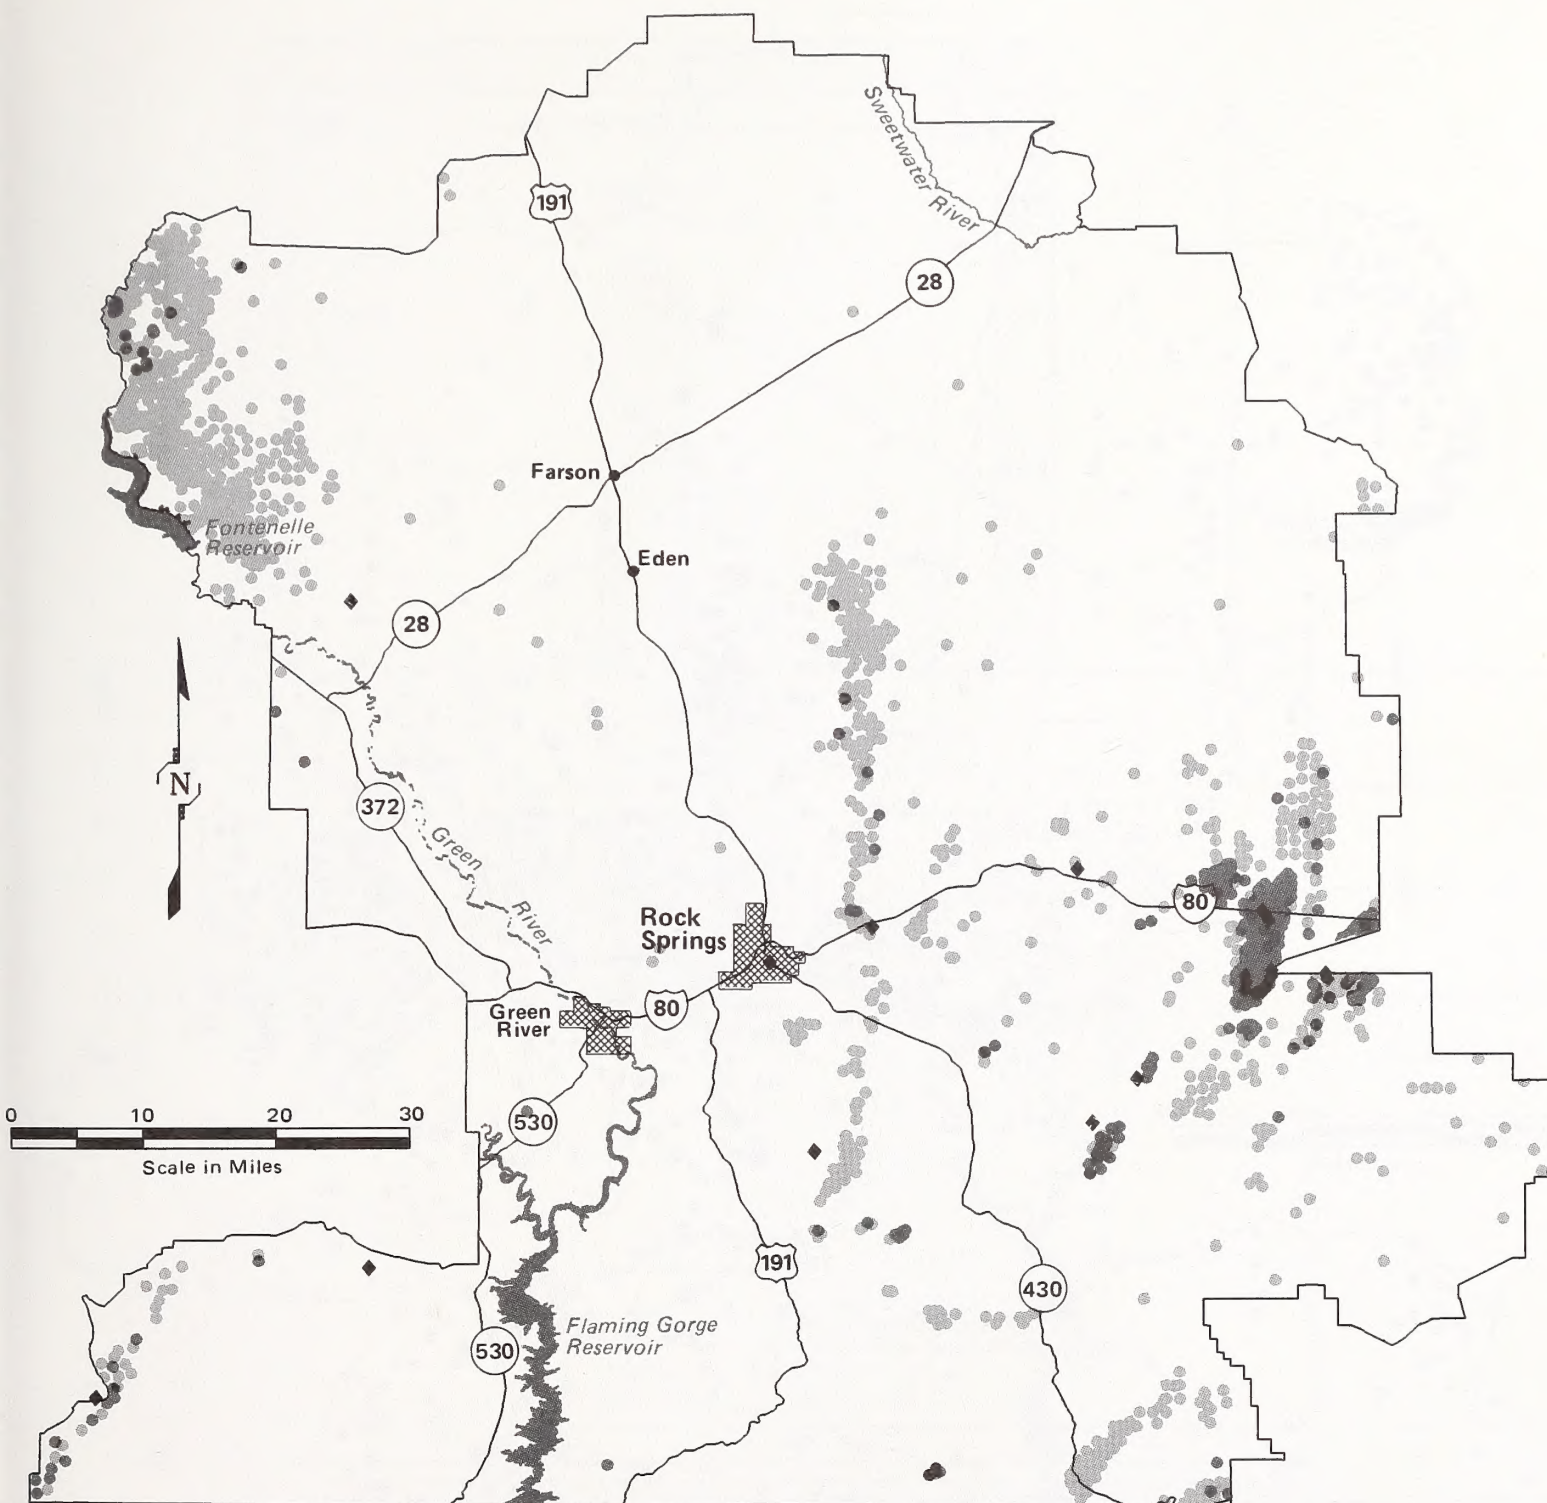 Sweetwater River
191
28
Farson
Fontenelle
Reservoir
Eden
28
N
372
Green
River
80
Rock
Springs
80
Green
River
0 10 20 30
Scale in Miles
530
191
430
Flaming Gorge
Reservoir
530